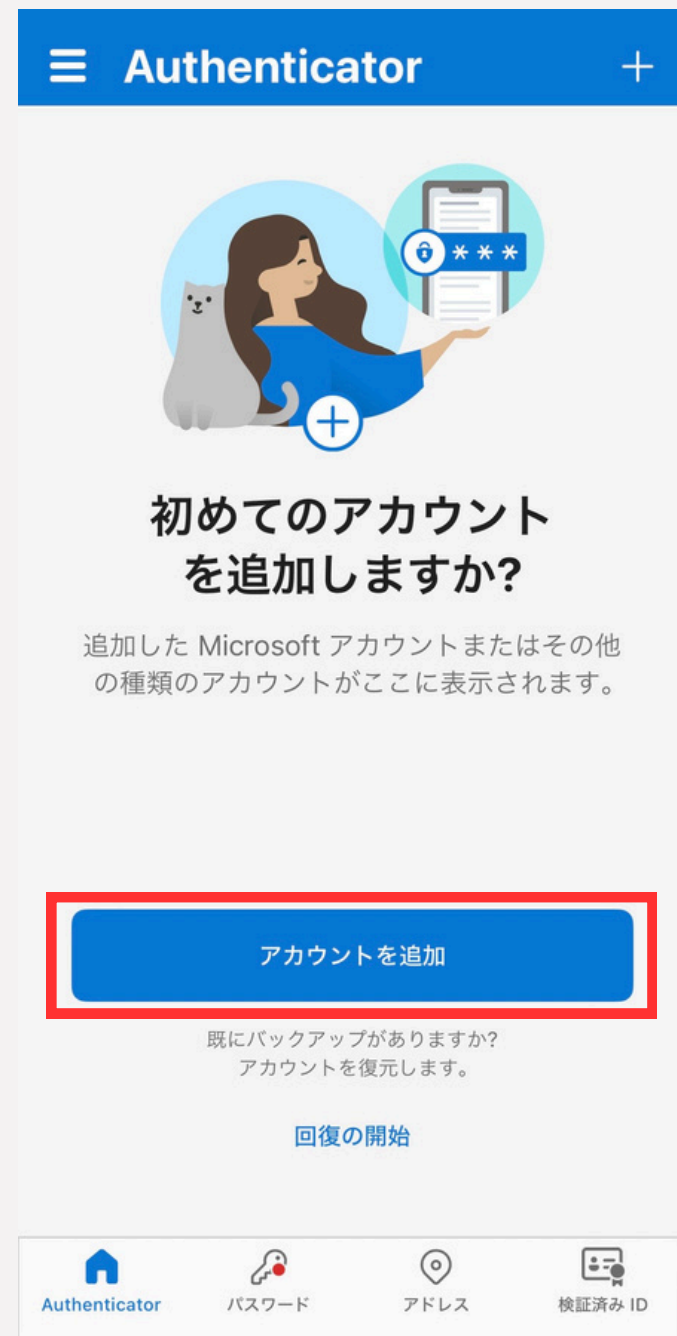 Authenticator
* * *
初めてのアカウント
を追加しますか?
追加した Microsoft アカウントまたはその他
の種類のアカウントがここに表示されます。
アカウントを追加
既にバックアップがありますか?
アカウントを復元します。
回復の開始
Authenticator
パスワード
アドレス
検証済み ID